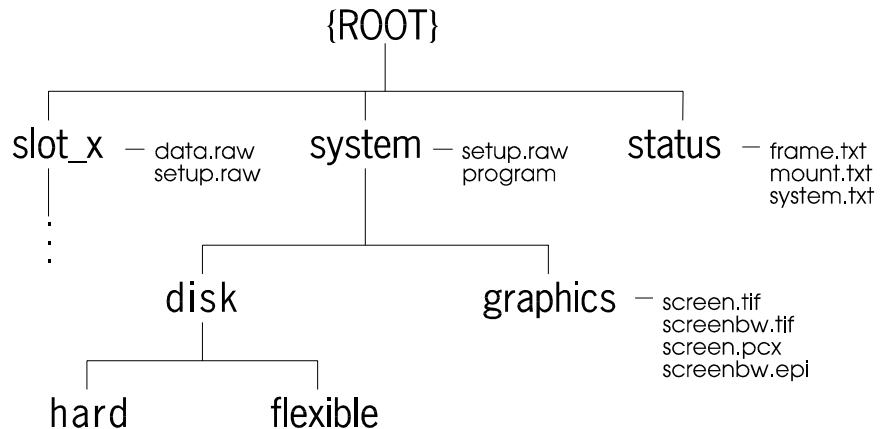 {ROOT}
slot_x – data.raw
setup.raw
system – setup.raw
program
status – frame.txt
mount.txt
system.txt
disk
graphics – screen.tif
screenbw.tif
screen.pcx
screenbw.epi
hard
flexible